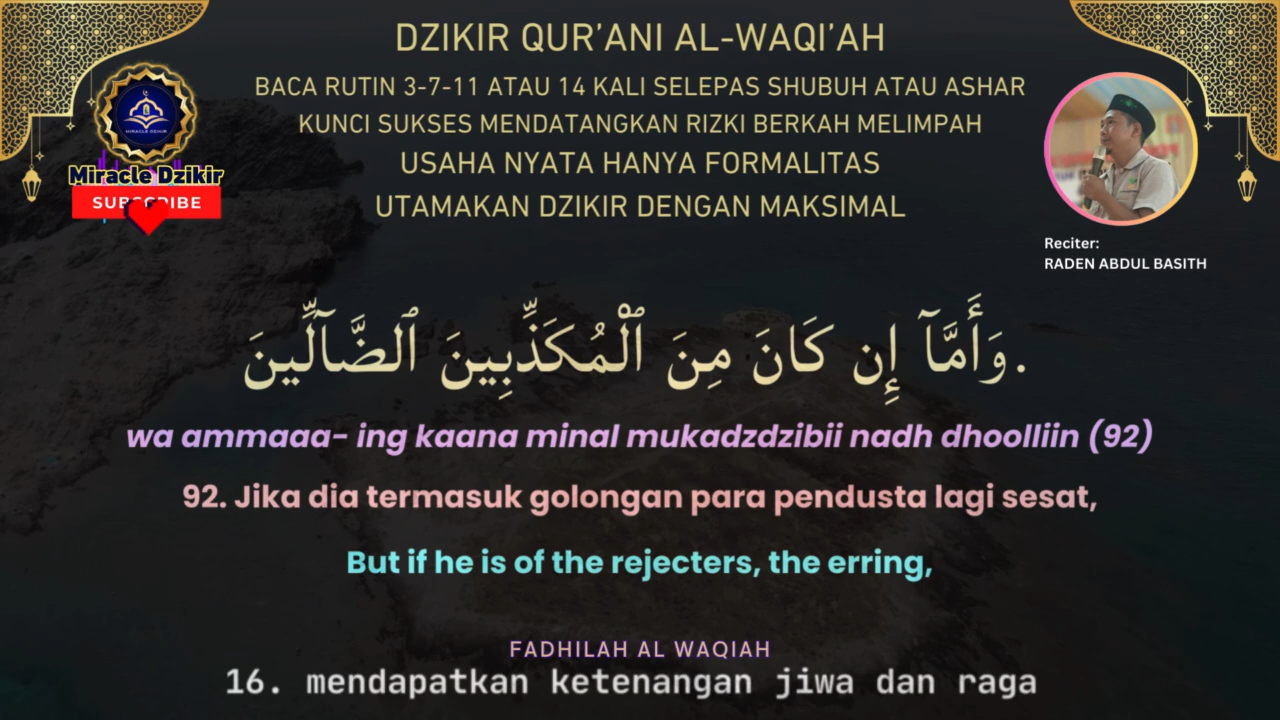 DZIKIR QUR'ANI AL-WAQI'AH
BACA RUTIN 3-7-11 ATAU 14 KALI SELEPAS SHUBUH ATAU ASHAR
KUNCI SUKSES MENDATANGKAN RIZKI BERKAH MELIMPAH
USAHA NYATA HANYA FORMALITAS
UTAMAKAN DZIKIR DENGAN MAKSIMAL
MIRACLE DZIKIR
Miracle Dzikir
SUBSCRIBE
Reciter:
RADEN ABDUL BASITH
وَأَمَّآ إِن كَانَ مِنَ ٱلْمُكَذِّبِينَ ٱلضَّآلِّينَ.
wa ammaaa- ing kaana minal mukadzdzibii nadh dhoolliin (92)
92. Jika dia termasuk golongan para pendusta lagi sesat,
But if he is of the rejecters, the erring,
FADHILAH AL WAQIAH
16. mendapatkan ketenangan jiwa dan raga